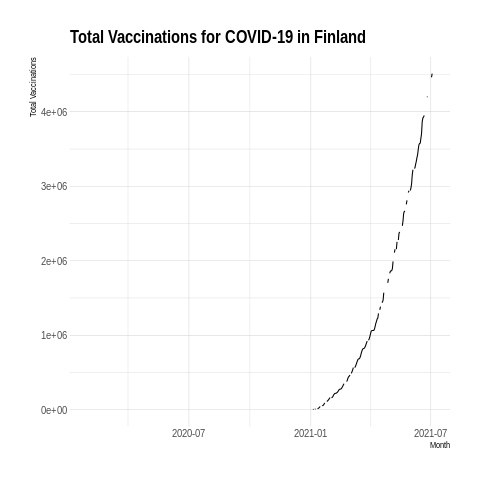 Total Vaccinations for COVID-19 in Finland
Total Vaccinations
4e+06
3e+06
2e+06
1e+06
0e+00
2020-07
2021-01
2021-07
Month